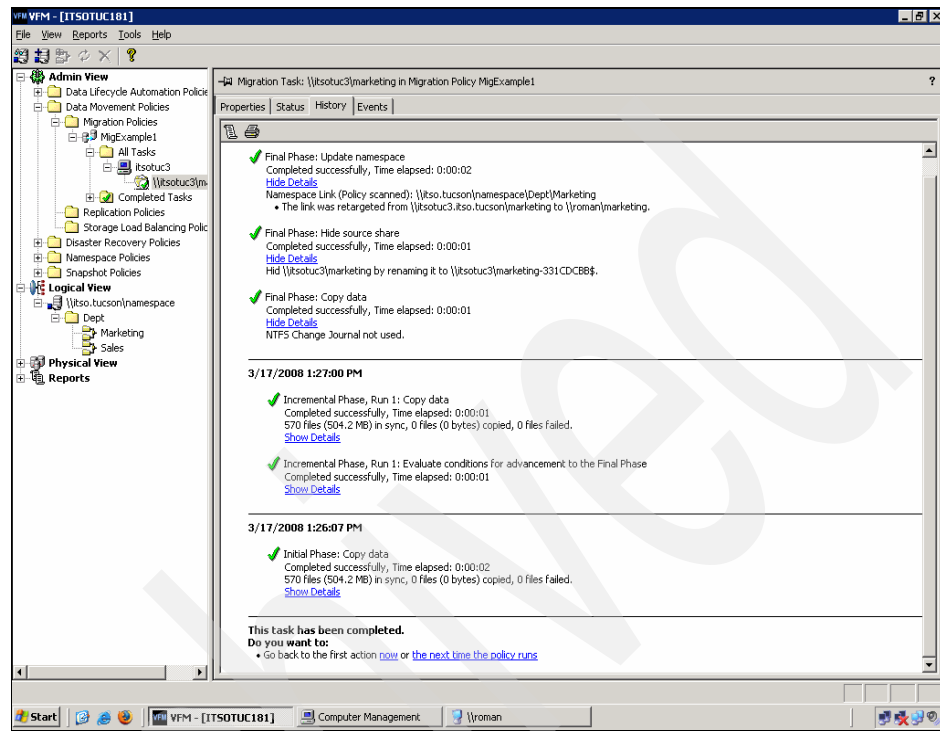 VFM VFM - [ITSOTUC181]
File View Reports Tools Help
Admin View
Data Lifecycle Automation Policie
Data Movement Policies
Migration Policies
MigExample1
All Tasks
itsotuc3
\\itsotuc3\m
Completed Tasks
Replication Policies
Storage Load Balancing Polic
Disaster Recovery Policies
Namespace Policies
Snapshot Policies
Logical View
\\itso.tucson\namespace
Dept
Marketing
Sales
Physical View
Reports
Migration Task: \\itsotuc3\marketing in Migration Policy MigExample1 ?
Properties Status History Events
Final Phase: Update namespace
Completed successfully, Time elapsed: 0:00:02
Hide Details
Namespace Link (Policy scanned): \\itso.tucson\namespace\Dept\Marketing
• The link was retargeted from \\itsotuc3.itso.tucson\marketing to \\roman\marketing.
Final Phase: Hide source share
Completed successfully, Time elapsed: 0:00:01
Hide Details
Hid \\itsotuc3\marketing by renaming it to \\itsotuc3\marketing-331CDCBB$.
Final Phase: Copy data
Completed successfully, Time elapsed: 0:00:01
Hide Details
NTFS Change Journal not used.
3/17/2008 1:27:00 PM
Incremental Phase, Run 1: Copy data
Completed successfully, Time elapsed: 0:00:01
570 files (504.2 MB) in sync, 0 files (0 bytes) copied, 0 files failed.
Show Details
Incremental Phase, Run 1: Evaluate conditions for advancement to the Final Phase
Completed successfully, Time elapsed: 0:00:01
Show Details
3/17/2008 1:26:07 PM
Initial Phase: Copy data
Completed successfully, Time elapsed: 0:00:02
570 files (504.2 MB) in sync, 0 files (0 bytes) copied, 0 files failed.
Show Details
This task has been completed.
Do you want to:
• Go back to the first action now or the next time the policy runs
Start VFM VFM - [ITSOTUC181] Computer Management \\roman